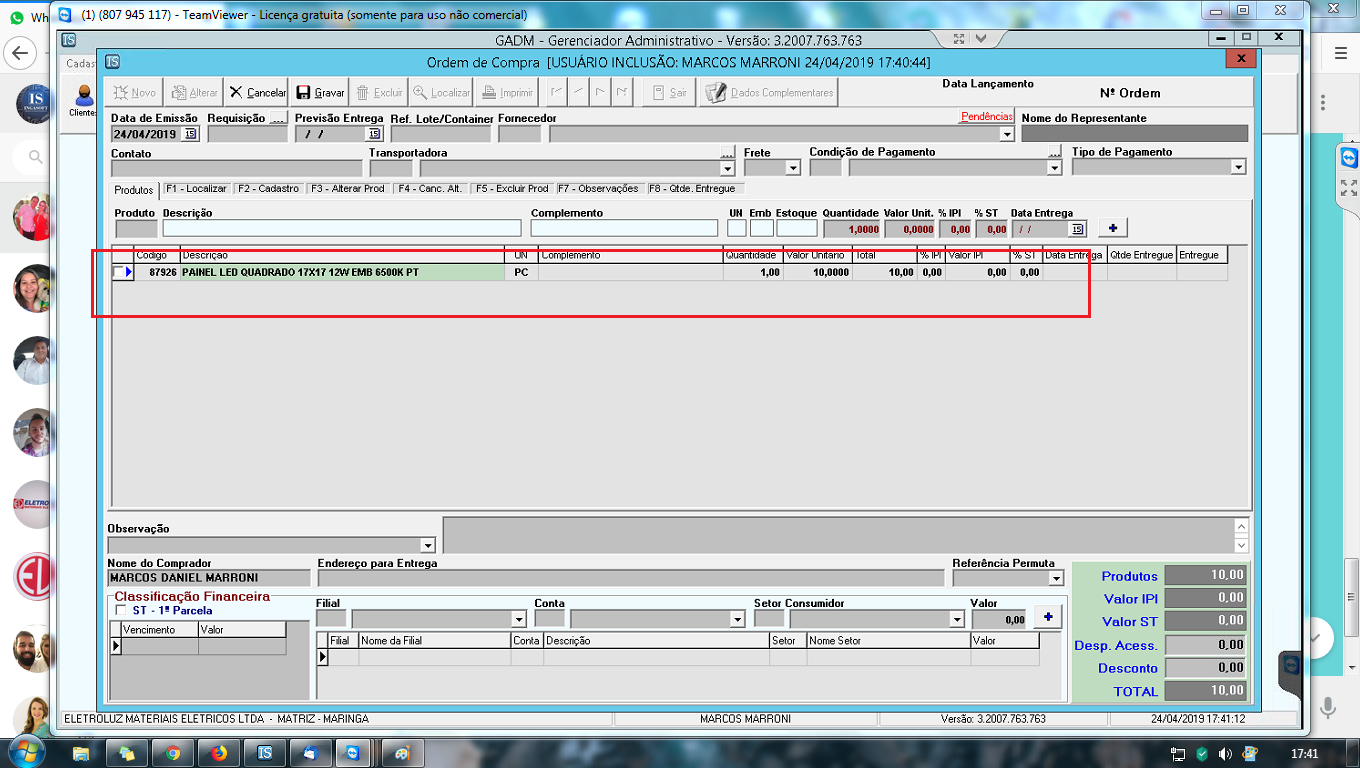 Wh
(1) (807 945 117) - TeamViewer - Licença gratuita (somente para uso não comercial)
GADM - Gerenciador Administrativo - Versão: 3.2007.763.763
Cadas
Ordem de Compra [USUÁRIO INCLUSÃO: MARCOS MARRONI 24/04/2019 17:40:44]
Clientes
Novo Alterar Cancelar Gravar Excluir Localizar Imprimir Sair Dados Complementares
Data Lançamento Nº Ordem
Data de Emissão Requisição ... Previsão Entrega Ref. Lote/Container Fornecedor Pendências Nome do Representante
24/04/2019 15 / / 15
Contato Transportadora ... Frete Condição de Pagamento ... Tipo de Pagamento
Produtos F1 - Localizar F2 - Cadastro F3 - Alterar Prod F4 - Canc. Alt. F5 - Excluir Prod F7 - Observações F8 - Qtde. Entregue
Produto Descrição Complemento UN Emb Estoque Quantidade Valor Unit. % IPI % ST Data Entrega
1,0000 0,0000 0,00 0,00 / / 15
Codigo Descrição UN Complemento Quantidade Valor Unitario Total % IPI Valor IPI % ST Data Entrega Qtde Entregue Entregue
87926 PAINEL LED QUADRADO 17X17 12W EMB 6500K PT PC 1,00 10,0000 10,00 0,00 0,00 0,00
Observação
Nome do Comprador Endereço para Entrega Referência Permuta
MARCOS DANIEL MARRONI
Classificação Financeira
ST - 1ª Parcela
Vencimento Valor
Filial Conta Setor Consumidor Valor
0,00
Filial Nome da Filial Conta Descrição Setor Nome Setor Valor
Produtos 10,00
Valor IPI 0,00
Valor ST 0,00
Desp. Acess. 0,00
Desconto 0,00
TOTAL 10,00
ELETROLUZ MATERIAIS ELETRICOS LTDA - MATRIZ - MARINGA MARCOS MARRONI Versão: 3.2007.763.763 24/04/2019 17:41:12
17:41